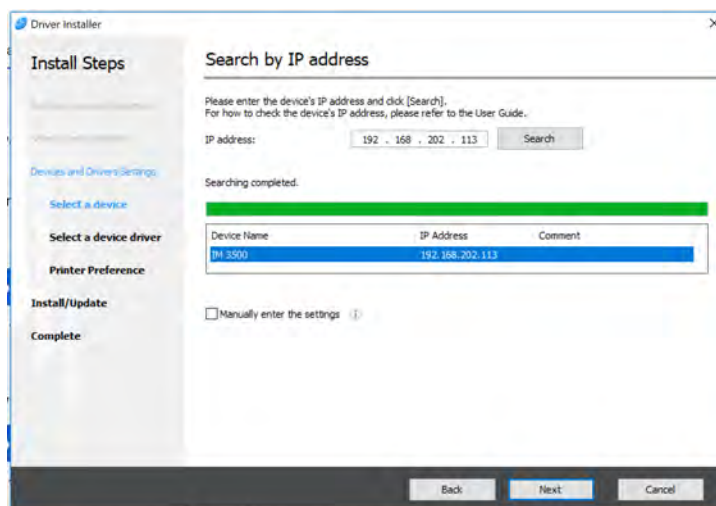 Driver Installer
Install Steps
Devices and Drivers Settings
Select a device
Select a device driver
Printer Preference
Install/Update
Complete
Search by IP address
Please enter the device's IP address and click [Search].
For how to check the device's IP address, please refer to the User Guide.
IP address: 192 . 168 . 202 . 113 Search
Searching completed.
Device Name IP Address Comment
IM 3500 192.168.202.113
Manually enter the settings
Back Next Cancel